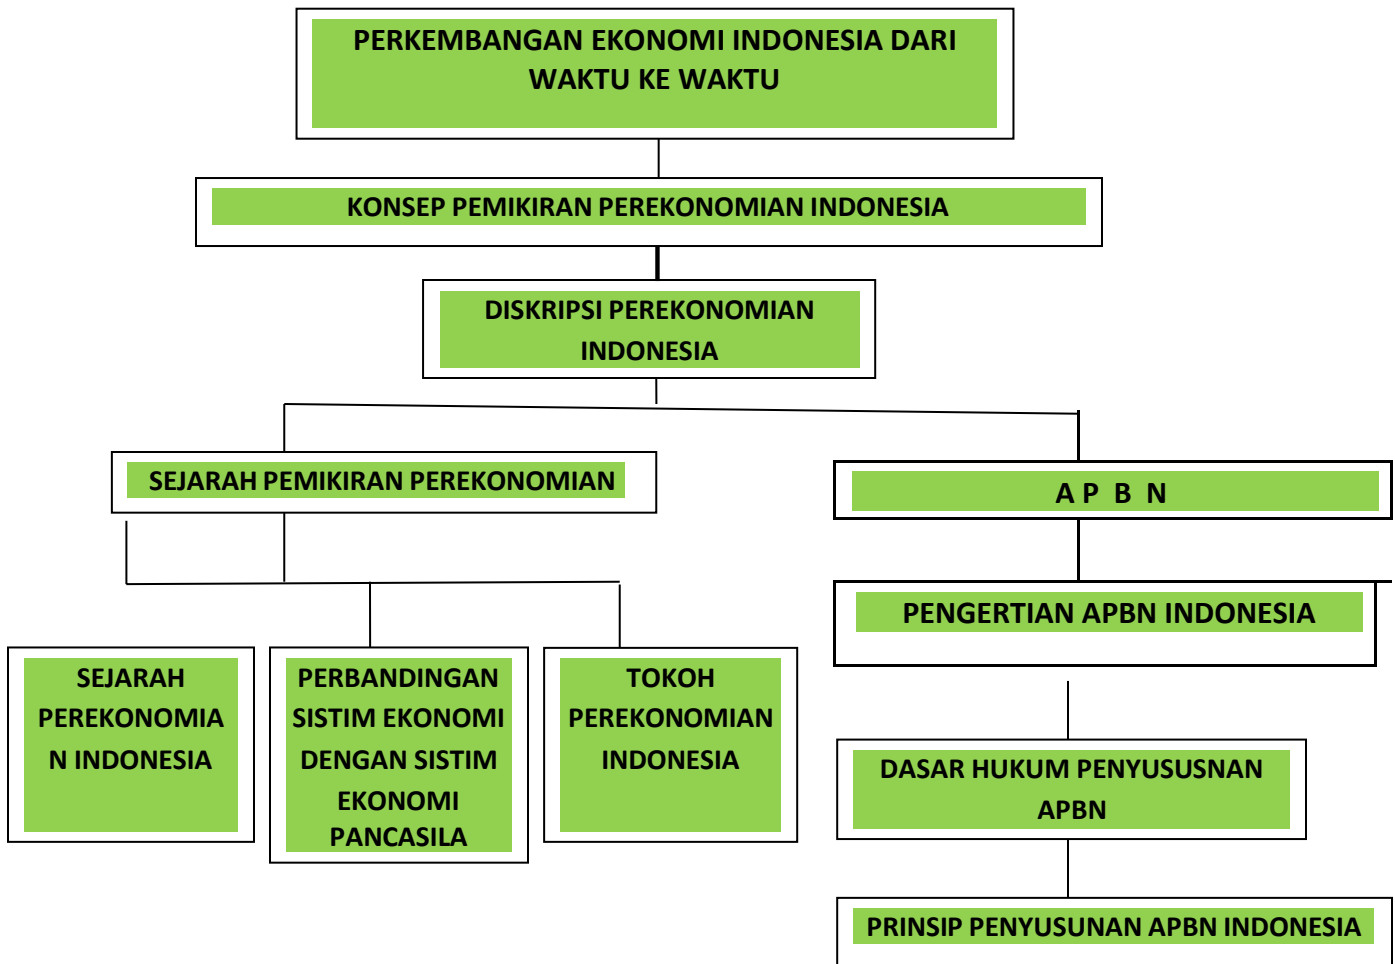 PERKEMBANGAN EKONOMI INDONESIA DARI
WAKTU KE WAKTU
KONSEP PEMIKIRAN PEREKONOMIAN INDONESIA
DISKRIPSI PEREKONOMIAN
INDONESIA
SEJARAH PEMIKIRAN PEREKONOMIAN
A P B N
PENGERTIAN APBN INDONESIA
SEJARAH
PEREKONOMIA
N INDONESIA
PERBANDINGAN
SISTIM EKONOMI
DENGAN SISTIM
EKONOMI
PANCASILA
TOKOH
PEREKONOMIAN
INDONESIA
DASAR HUKUM PENYUSUSNAN
APBN
PRINSIP PENYUSUNAN APBN INDONESIA